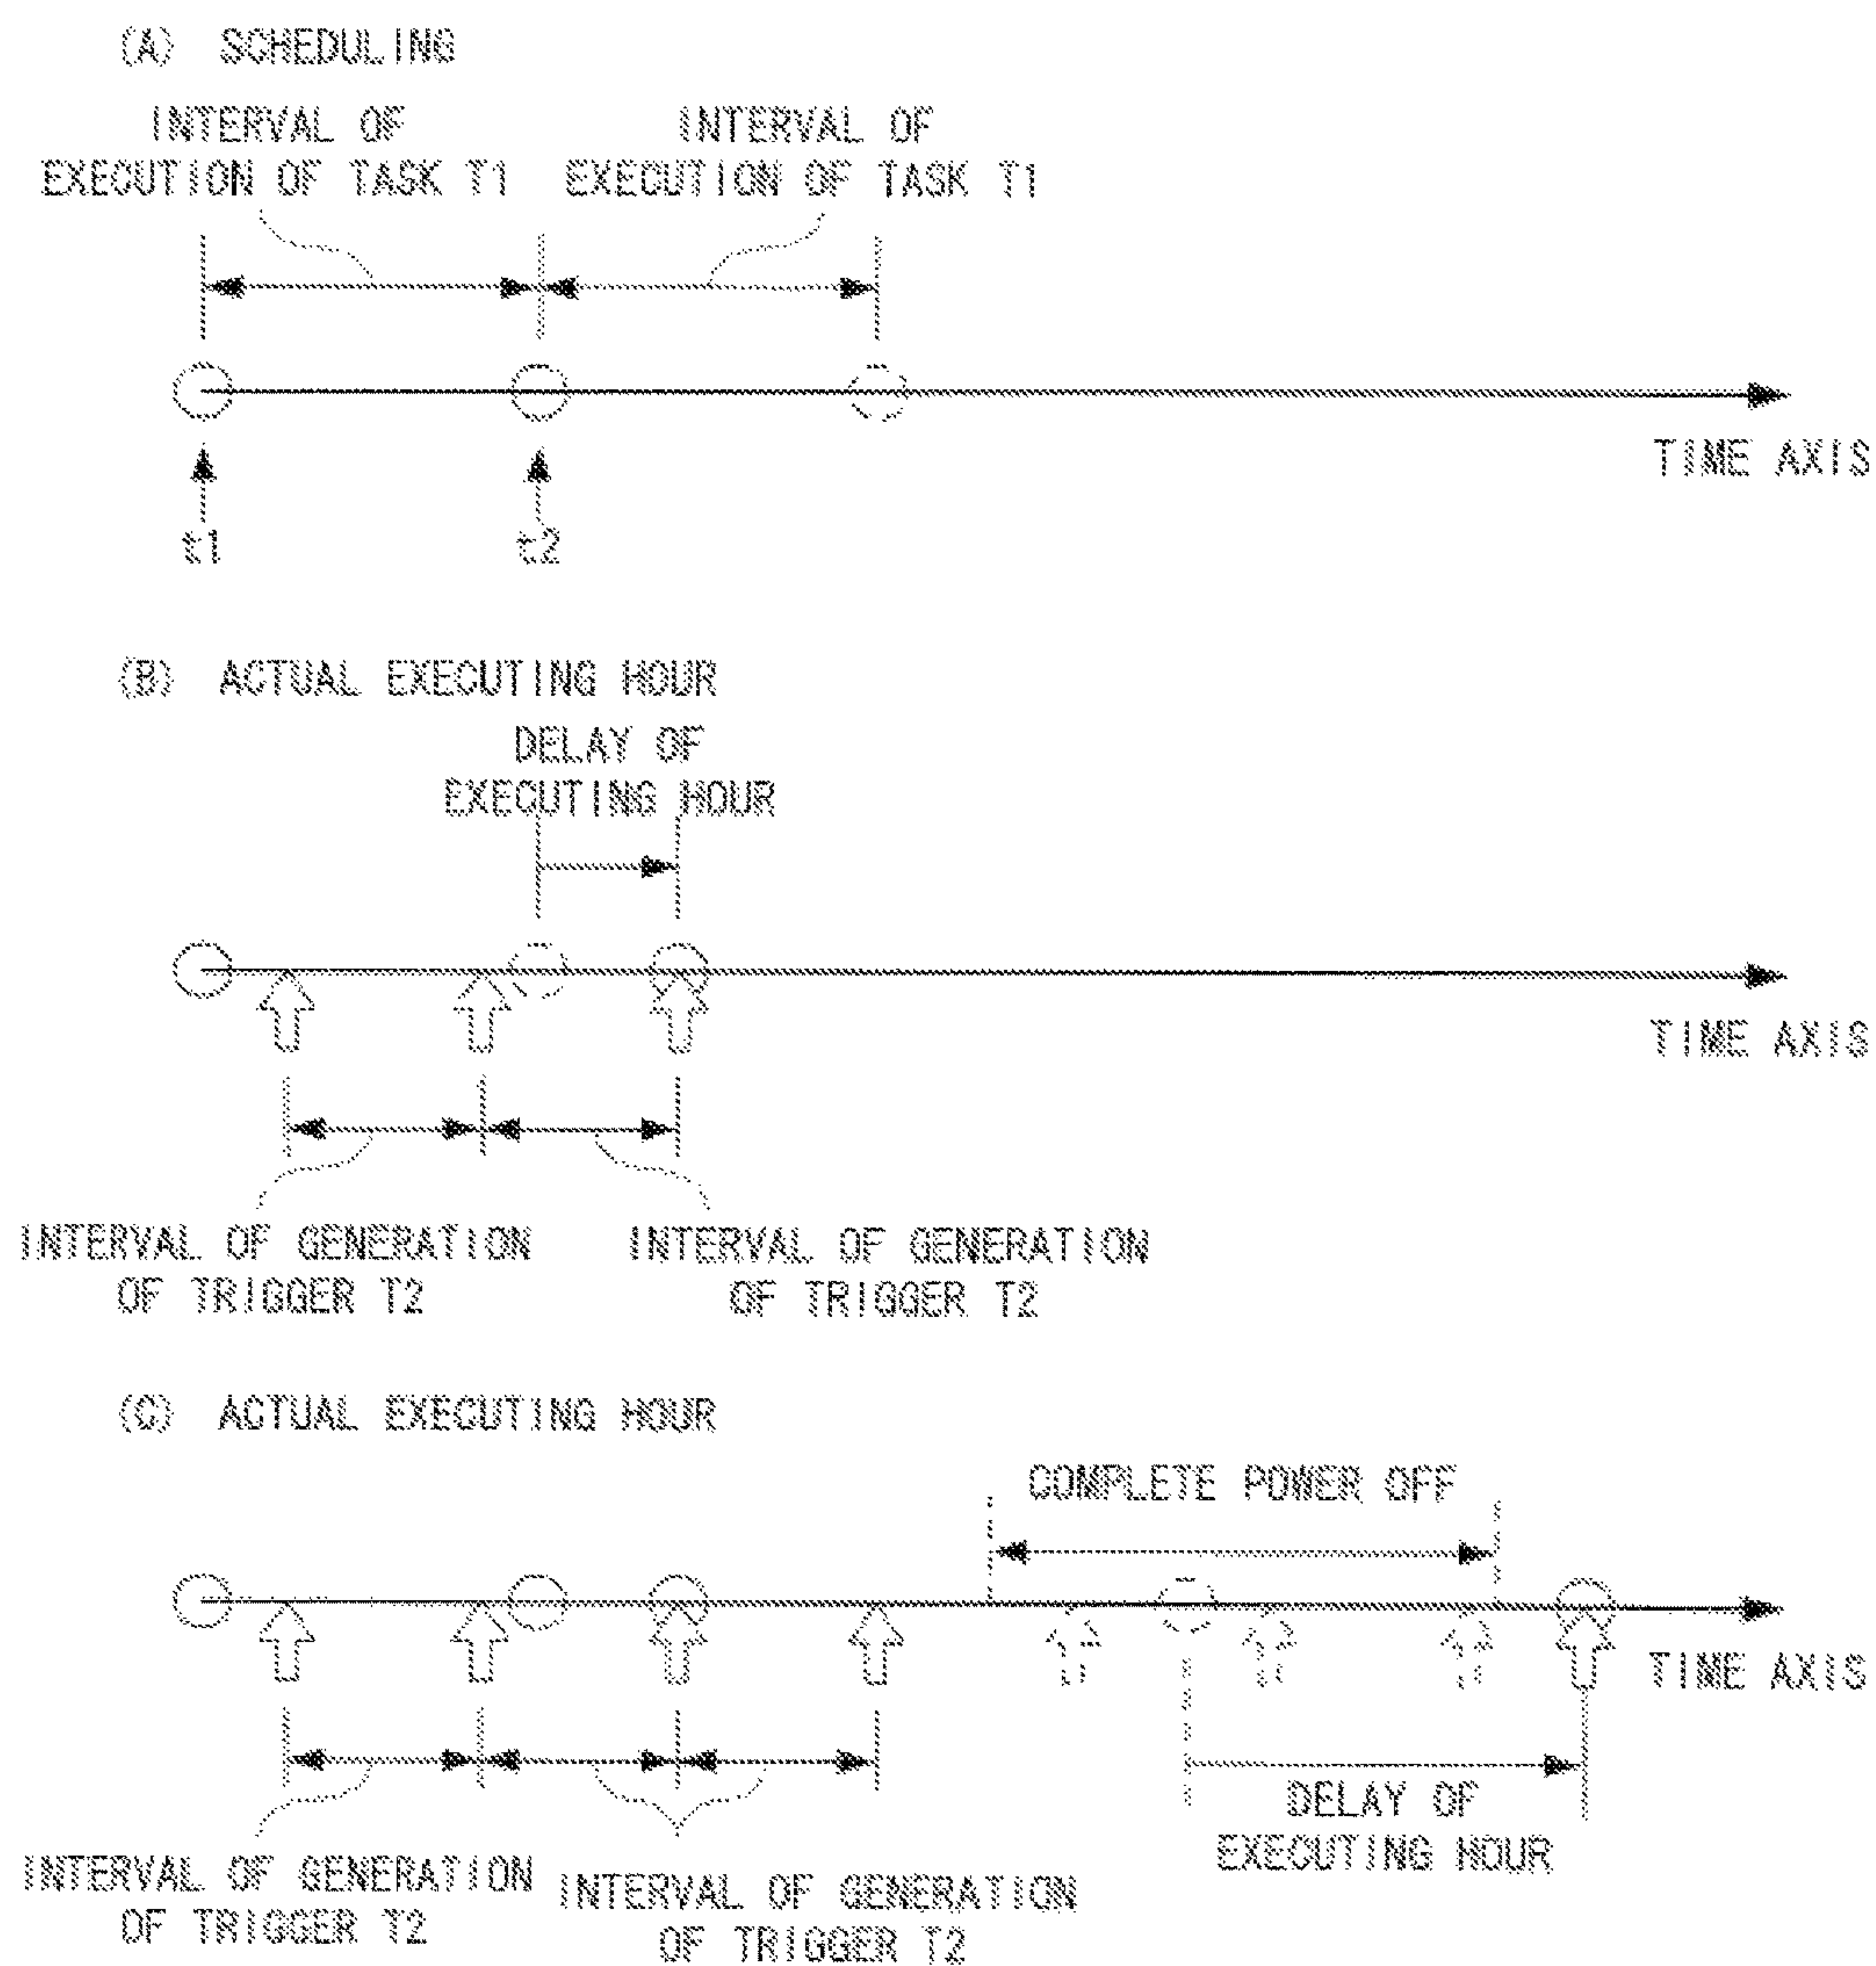 (A) SCHEDULING
INTERVAL OF
EXECUTION OF TASK T1
INTERVAL OF
EXECUTION OF TASK T1
TIME AXIS
t1
t2
(B) ACTUAL EXECUTING HOUR
DELAY OF
EXECUTING HOUR
TIME AXIS
INTERVAL OF GENERATION
OF TRIGGER T2
INTERVAL OF GENERATION
OF TRIGGER T2
(C) ACTUAL EXECUTING HOUR
COMPLETE POWER OFF
TIME AXIS
DELAY OF
EXECUTING HOUR
INTERVAL OF GENERATION
OF TRIGGER T2
INTERVAL OF GENERATION
OF TRIGGER T2